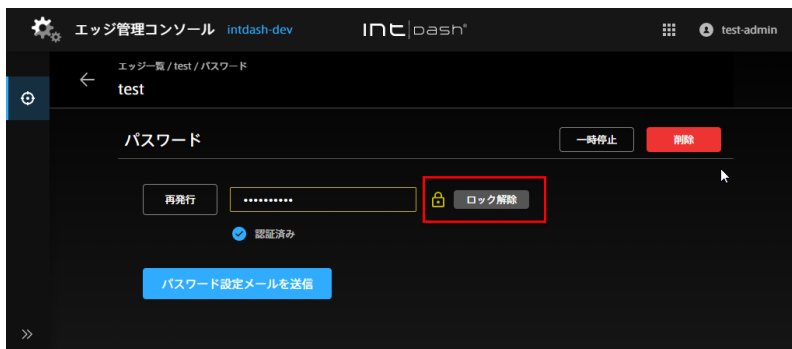 エッジ管理コンソール intdash-dev intdash test-admin
エッジ一覧 / test / パスワード
test
パスワード 一時停止 削除
再発行 •••••••••• ロック解除
認証済み
パスワード設定メールを送信